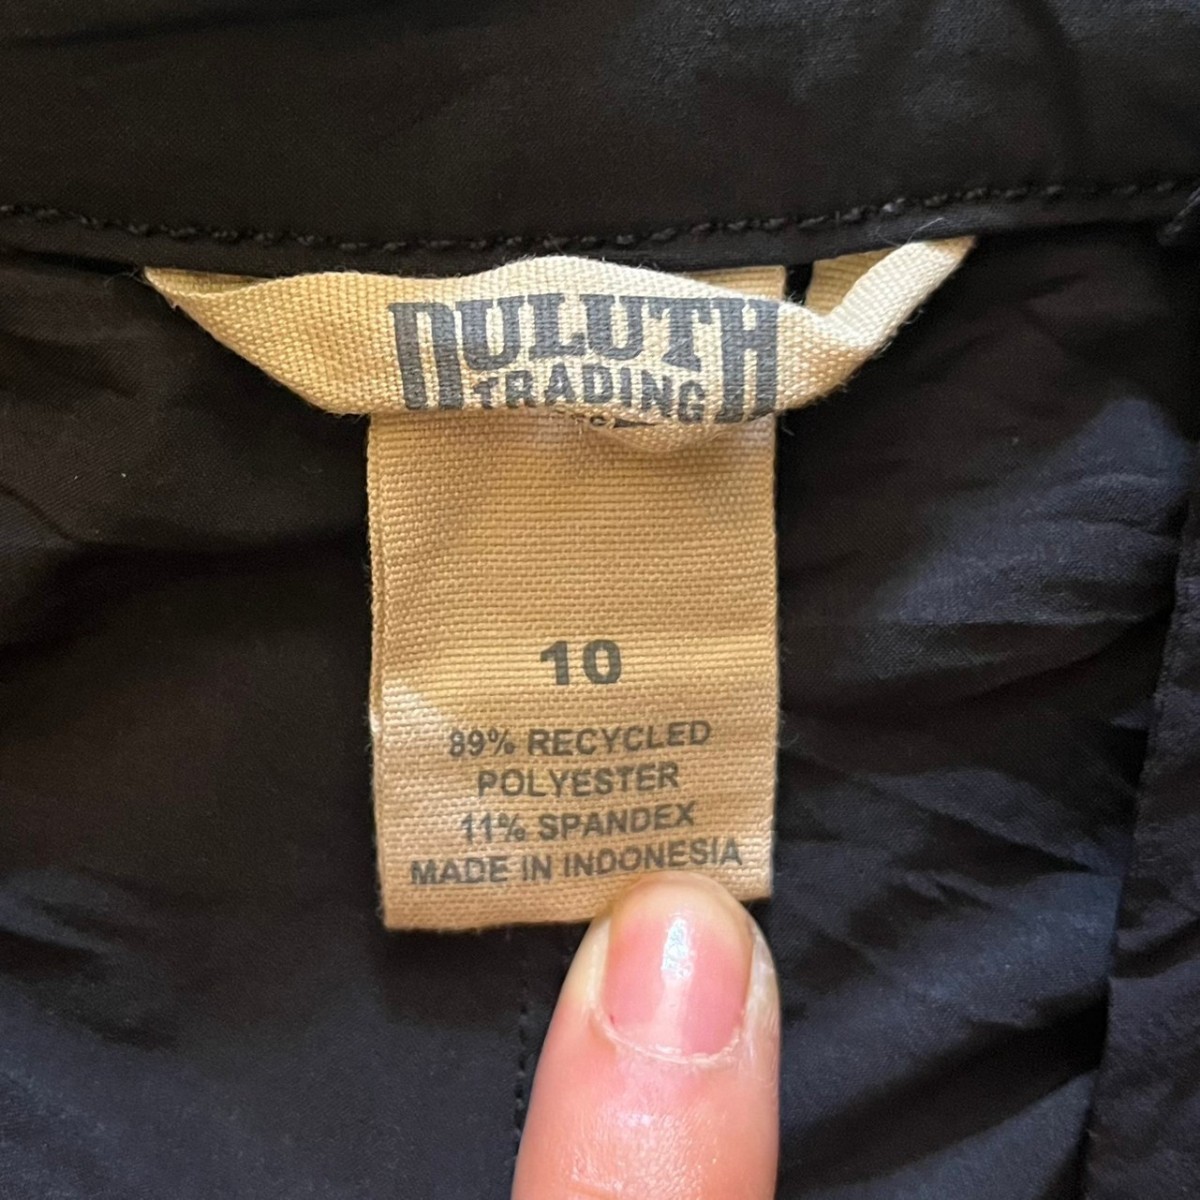 DULUTH
TRADING
10
89% RECYCLED
POLYESTER
11% SPANDEX
MADE IN INDONESIA